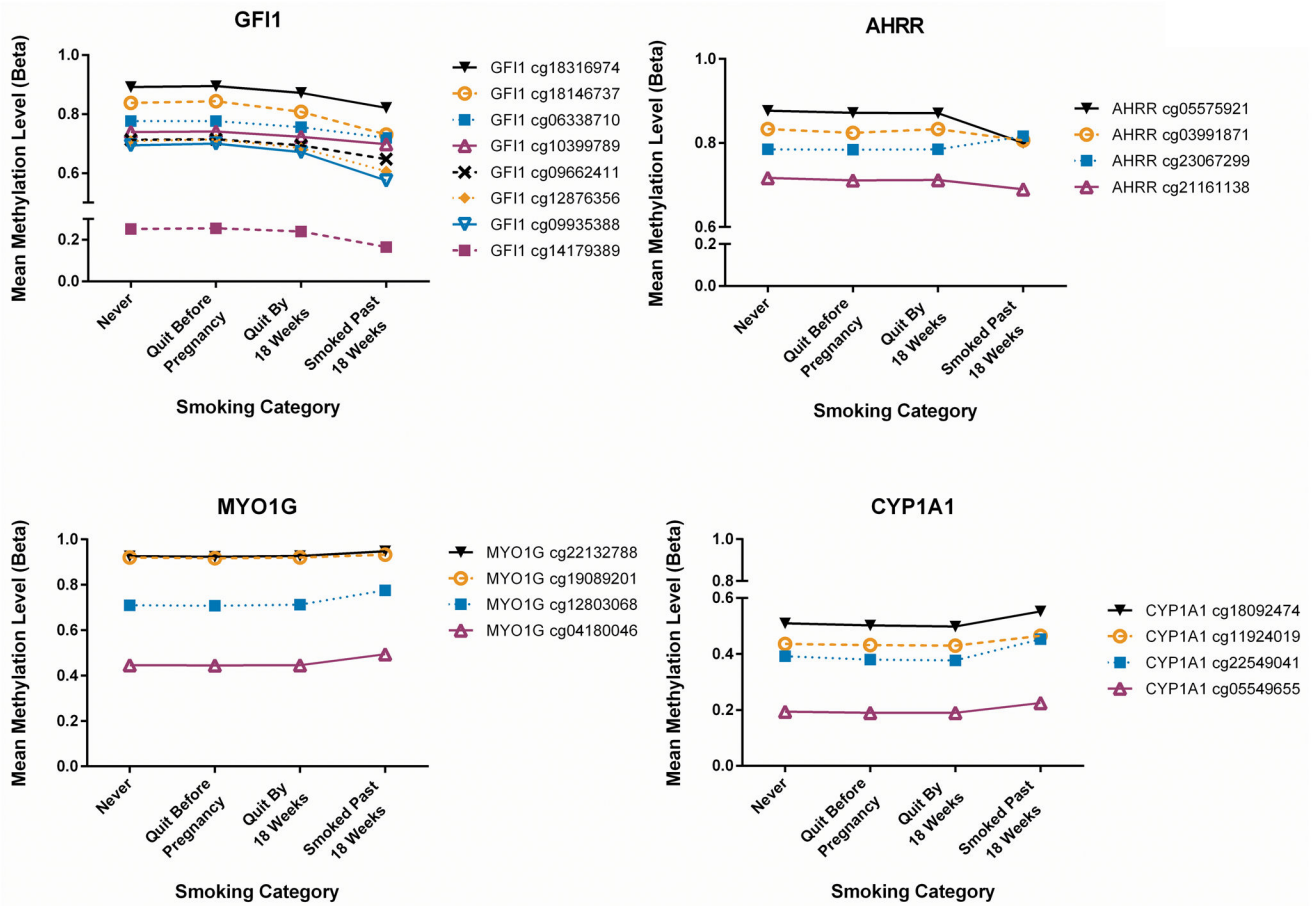 GFI1
Mean Methylation Level (Beta)
1.0
0.8
0.6
0.2
0.0
Never
Quit Before
Pregnancy
Quit By
18 Weeks
Smoked Past
18 Weeks
Smoking Category
GFI1 cg18316974
GFI1 cg18146737
GFI1 cg06338710
GFI1 cg10399789
GFI1 cg09662411
GFI1 cg12876356
GFI1 cg09935388
GFI1 cg14179389
AHRR
Mean Methylation Level (Beta)
1.0
0.8
0.6
0.2
0.0
Never
Quit Before
Pregnancy
Quit By
18 Weeks
Smoked Past
18 Weeks
Smoking Category
AHRR cg05575921
AHRR cg03991871
AHRR cg23067299
AHRR cg21161138
MYO1G
Mean Methylation Level (Beta)
1.0
0.8
0.6
0.4
0.2
0.0
Never
Quit Before
Pregnancy
Quit By
18 Weeks
Smoked Past
18 Weeks
Smoking Category
MYO1G cg22132788
MYO1G cg19089201
MYO1G cg12803068
MYO1G cg04180046
CYP1A1
Mean Methylation Level (Beta)
1.0
0.8
0.6
0.4
0.2
0.0
Never
Quit Before
Pregnancy
Quit By
18 Weeks
Smoked Past
18 Weeks
Smoking Category
CYP1A1 cg18092474
CYP1A1 cg11924019
CYP1A1 cg22549041
CYP1A1 cg05549655